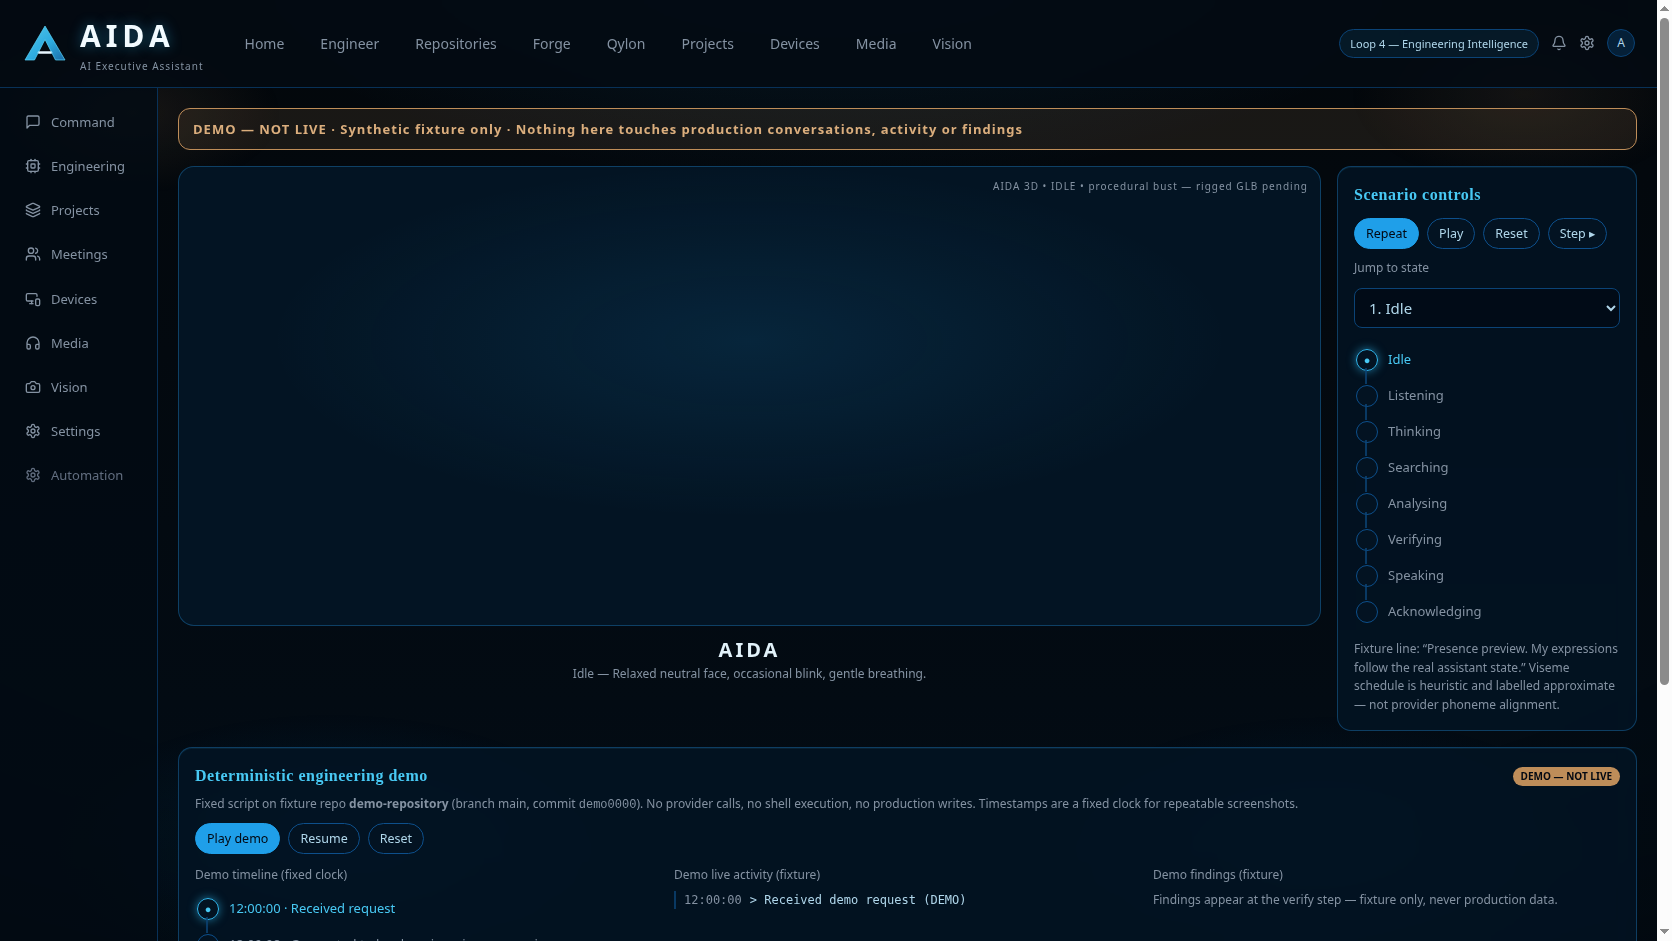 AIDA
AI Executive Assistant
Home
Engineer
Repositories
Forge
Qylon
Projects
Devices
Media
Vision
Loop 4 — Engineering Intelligence
A
Command
Engineering
Projects
Meetings
Devices
Media
Vision
Settings
Automation
DEMO — NOT LIVE · Synthetic fixture only · Nothing here touches production conversations, activity or findings
AIDA 3D • IDLE • procedural bust — rigged GLB pending
AIDA
Idle — Relaxed neutral face, occasional blink, gentle breathing.
Scenario controls
Repeat
Play
Reset
Step ▸
Jump to state
1. Idle
Idle
Listening
Thinking
Searching
Analysing
Verifying
Speaking
Acknowledging
Fixture line: “Presence preview. My expressions
follow the real assistant state.” Viseme
schedule is heuristic and labelled approximate
— not provider phoneme alignment.
Deterministic engineering demo
DEMO — NOT LIVE
Fixed script on fixture repo demo-repository (branch main, commit demo0000). No provider calls, no shell execution, no production writes. Timestamps are a fixed clock for repeatable screenshots.
Play demo
Resume
Reset
Demo timeline (fixed clock)
12:00:00 · Received request
Demo live activity (fixture)
12:00:00 > Received demo request (DEMO)
Demo findings (fixture)
Findings appear at the verify step — fixture only, never production data.